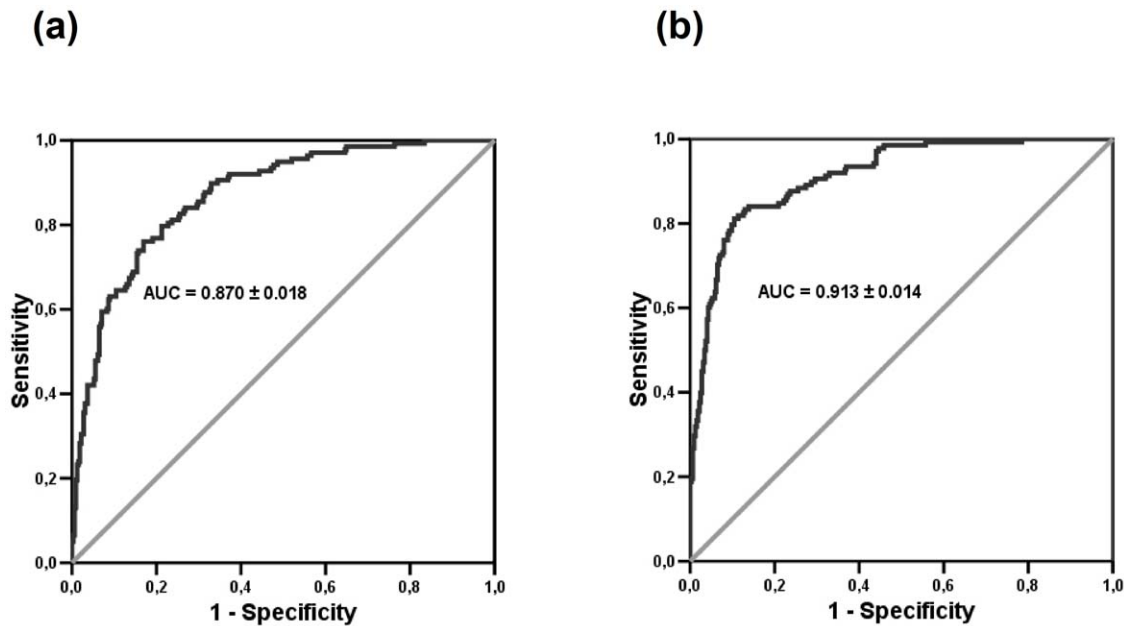 (a)
Sensitivity
1,0
0,8
0,6
0,4
0,2
0,0
AUC = 0.870 ± 0.018
0,0 0,2 0,4 0,6 0,8 1,0
1 - Specificity
(b)
Sensitivity
1,0
0,8
0,6
0,4
0,2
0,0
AUC = 0.913 ± 0.014
0,0 0,2 0,4 0,6 0,8 1,0
1 - Specificity